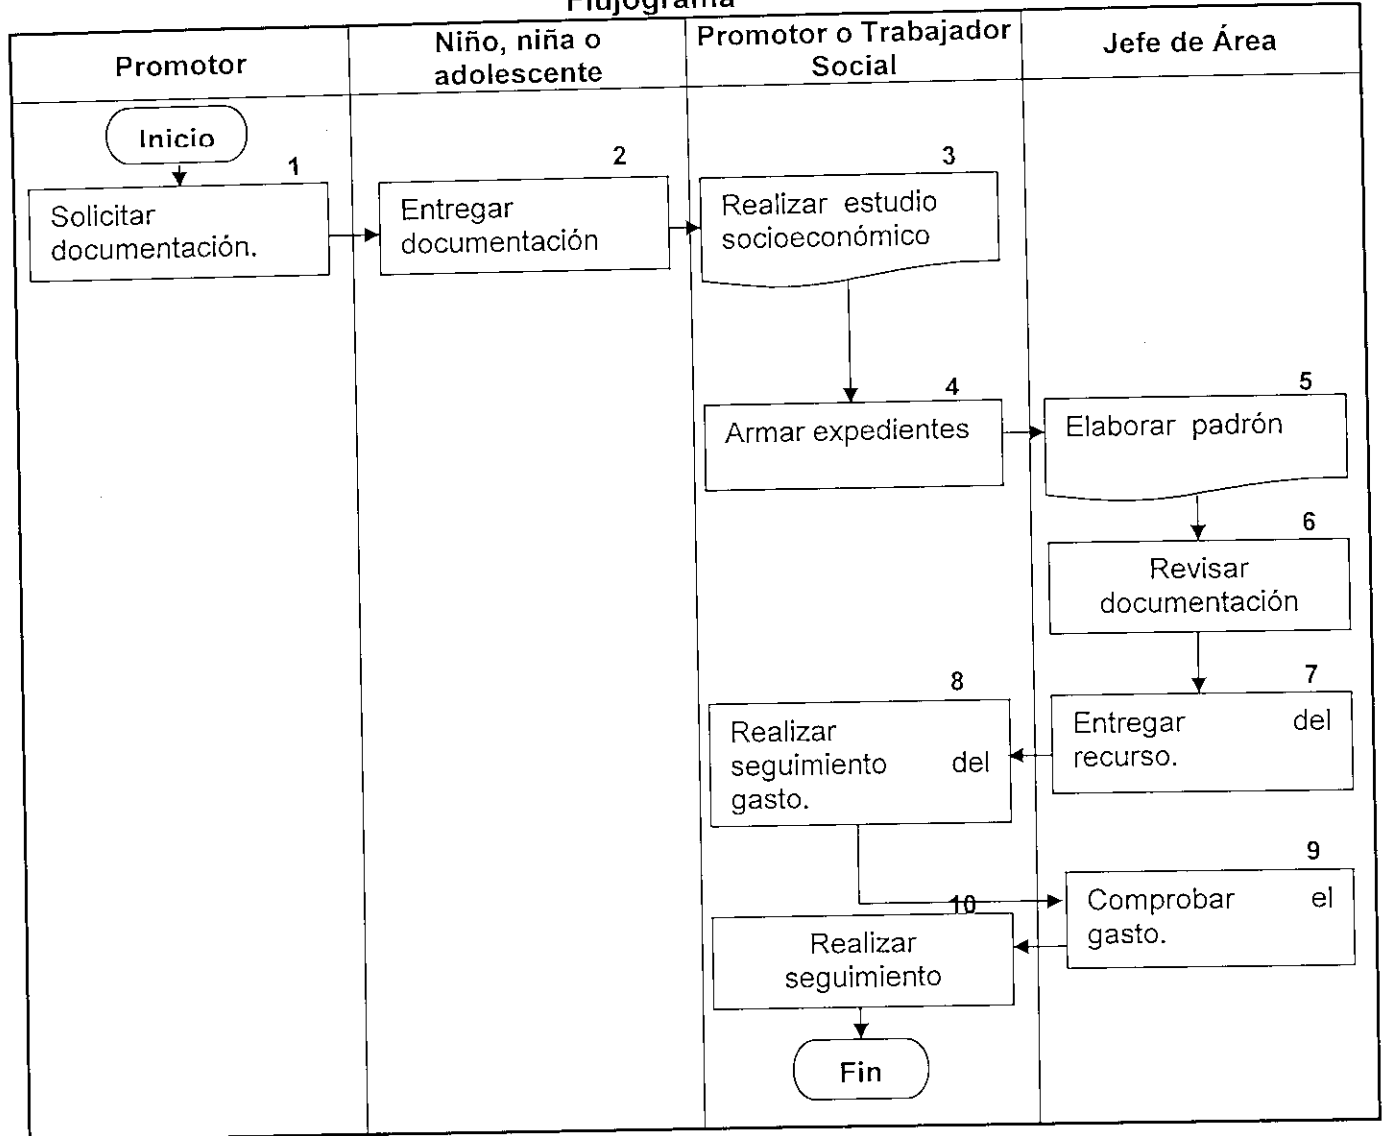 Flujograma
Promotor
Niño, niña o
adolescente
Promotor o Trabajador
Social
Jefe de Área
Inicio
1
Solicitar
documentación.
2
Entregar
documentación
3
Realizar estudio
socioeconómico
4
Armar expedientes
5
Elaborar padrón
6
Revisar
documentación
7
Entregar del
recurso.
8
Realizar
seguimiento del
gasto.
9
Comprobar el
gasto.
10
Realizar
seguimiento
Fin